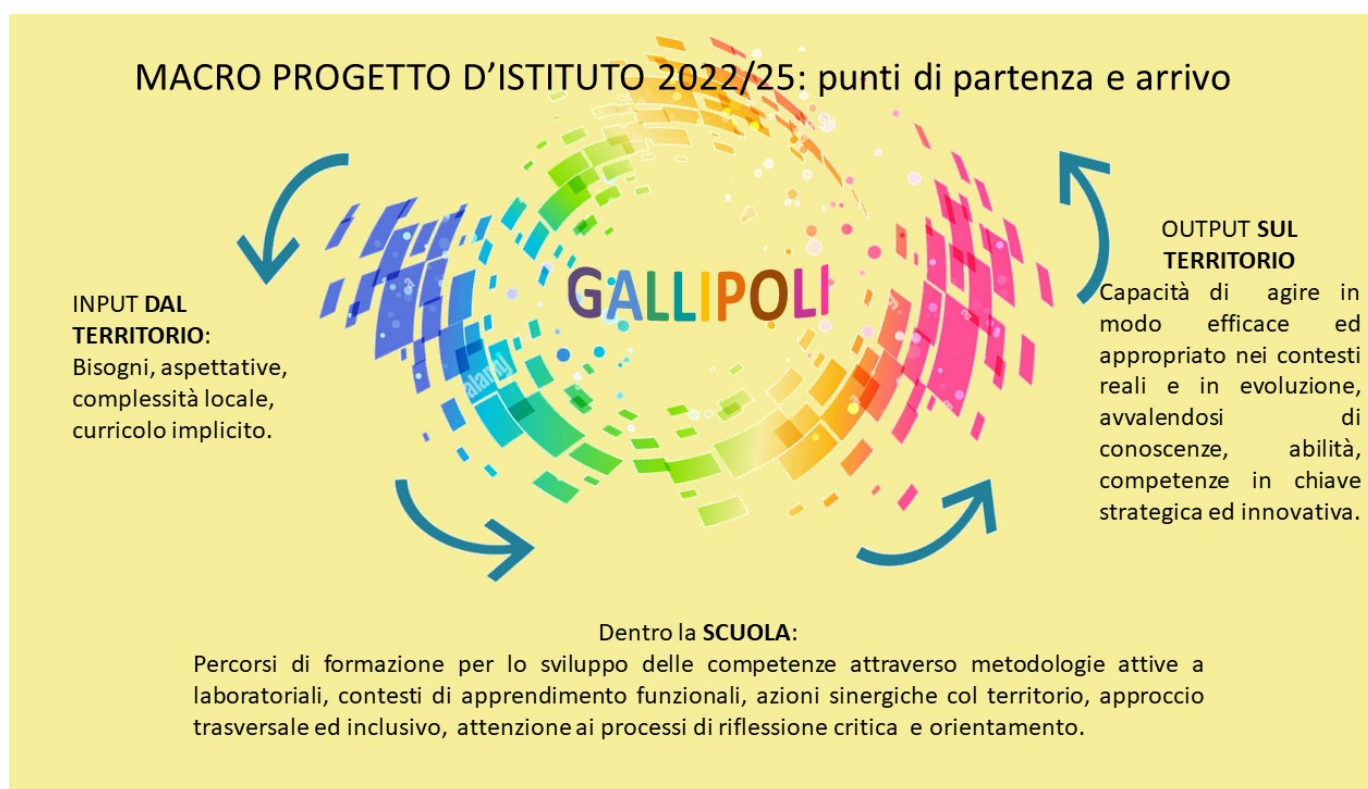 MACRO PROGETTO D'ISTITUTO 2022/25: punti di partenza e arrivo
INPUT DAL
TERRITORIO:
Bisogni, aspettative,
complessità locale,
curricolo implicito.
GALLIPOLI
alamy
OUTPUT SUL
TERRITORIO
Capacità di agire in
modo efficace ed
appropriato nei contesti
reali e in evoluzione,
avvalendosi di
conoscenze, abilità,
competenze in chiave
strategica ed innovativa.
Dentro la SCUOLA:
Percorsi di formazione per lo sviluppo delle competenze attraverso metodologie attive a
laboratoriali, contesti di apprendimento funzionali, azioni sinergiche col territorio, approccio
trasversale ed inclusivo, attenzione ai processi di riflessione critica e orientamento.